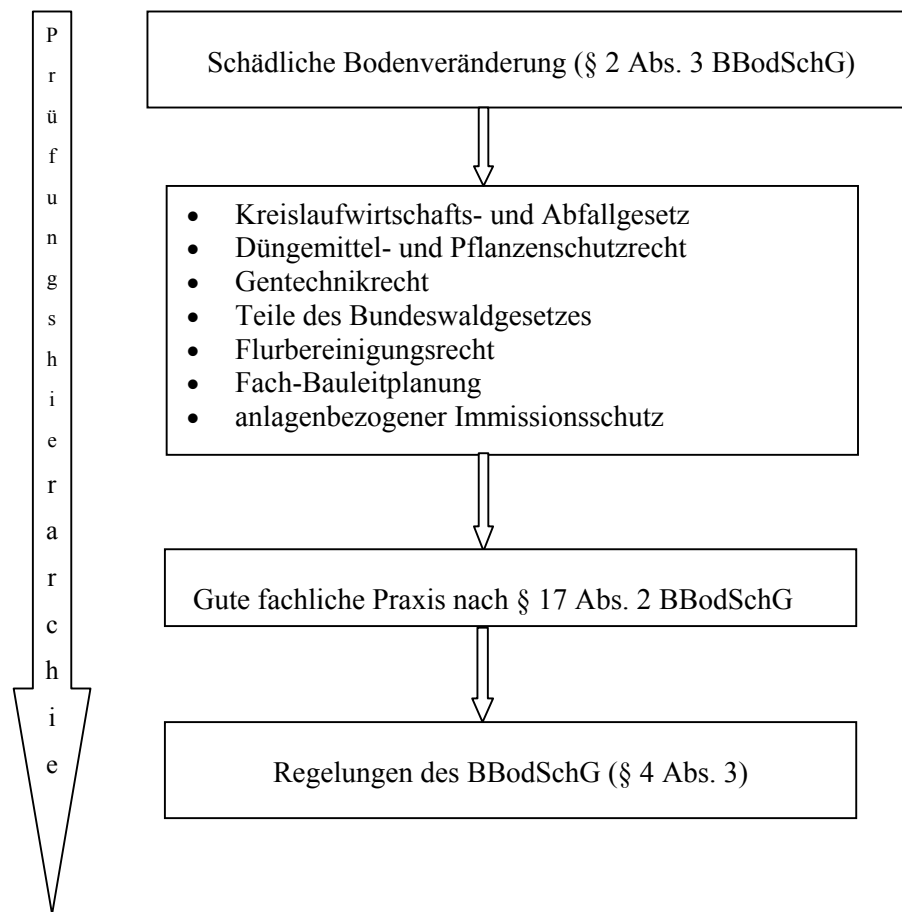 Prüfungshierarchie
Schädliche Bodenveränderung (§ 2 Abs. 3 BBodSchG)
• Kreislaufwirtschafts- und Abfallgesetz
• Düngemittel- und Pflanzenschutzrecht
• Gentechnikrecht
• Teile des Bundeswaldgesetzes
• Flurbereinigungsrecht
• Fach-Bauleitplanung
• anlagenbezogener Immissionsschutz
Gute fachliche Praxis nach § 17 Abs. 2 BBodSchG
Regelungen des BBodSchG (§ 4 Abs. 3)